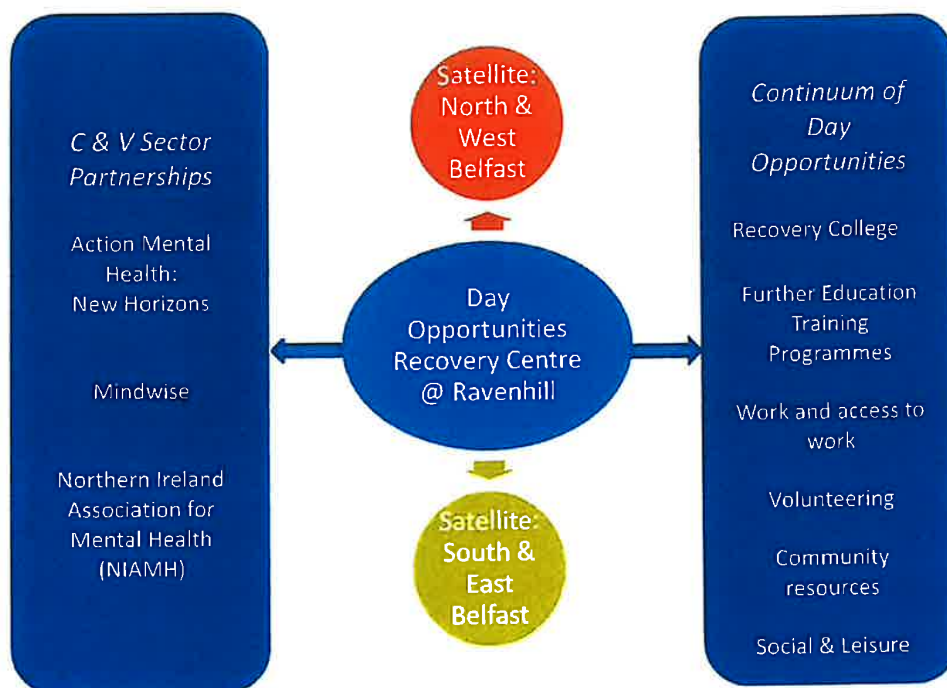 C & V Sector
Partnerships
Action Mental
Health:
New Horizons
Mindwise
Northern Ireland
Association for
Mental Health
(NIAMH)
Satellite:
North &
West
Belfast
Day
Opportunities
Recovery Centre
@ Ravenhill
Satellite:
South &
East
Belfast
Continuum of
Day
Opportunities
Recovery College
Further Education
Training
Programmes
Work and access to
work
Volunteering
Community
resources
Social & Leisure